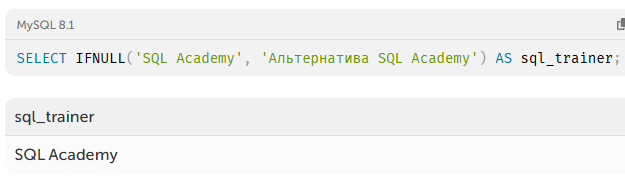 MySQL 8.1
SELECT IFNULL('SQL Academy', 'Альтернатива SQL Academy') AS sql_trainer;
sql_trainer
SQL Academy